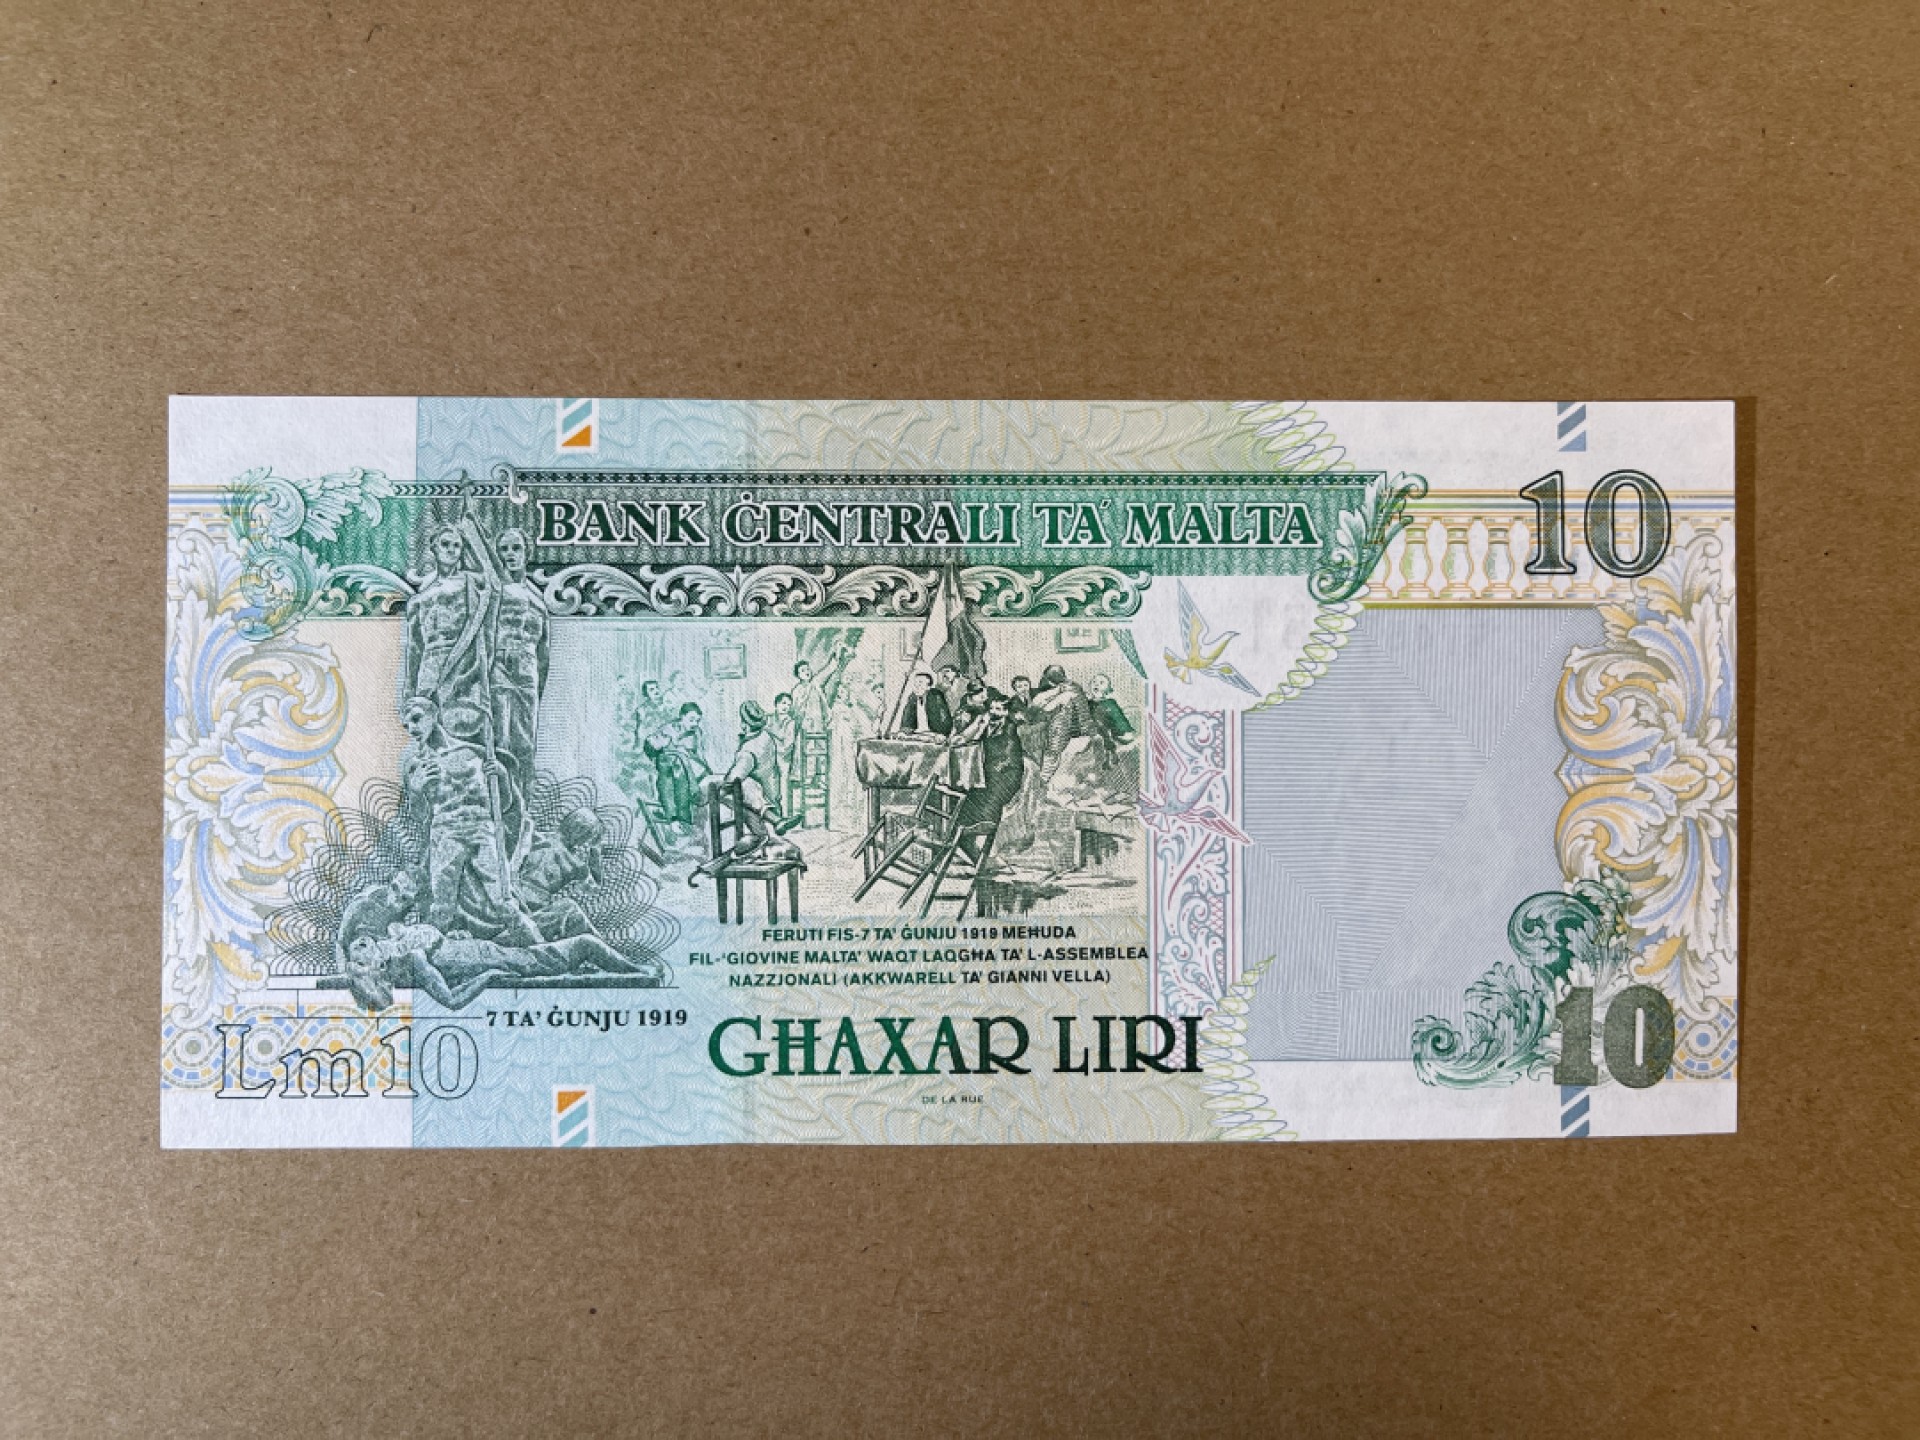 BANK ĊENTRALI TA' MALTA
10
FERUTI FIS-7 TA' ĠUNJU 1919 MEĦUDA
FIL-'GIOVINE MALTA' WAQT LAQGĦA TA' L-ASSEMBLEA
NAZZJONALI (AKKWARELL TA' GIANNI VELLA)
7 TA' ĠUNJU 1919
Lm10
GĦAXAR LIRI
10
DE LA RUE